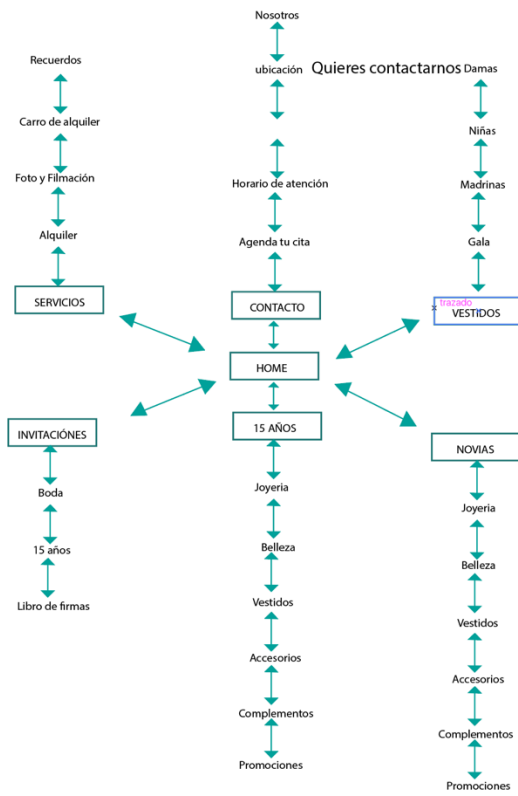 Nosotros
Recuerdos
ubicación
Quieres contactarnos
Damas
Carro de alquiler
Niñas
Foto y Filmación
Horario de atención
Madrinas
Alquiler
Agenda tu cita
Gala
SERVICIOS
CONTACTO
trazado
VESTIDOS
HOME
INVITACIÓNES
15 AÑOS
NOVIAS
Boda
Joyeria
Joyeria
15 años
Belleza
Belleza
Libro de firmas
Vestidos
Vestidos
Accesorios
Accesorios
Complementos
Complementos
Promociones
Promociones